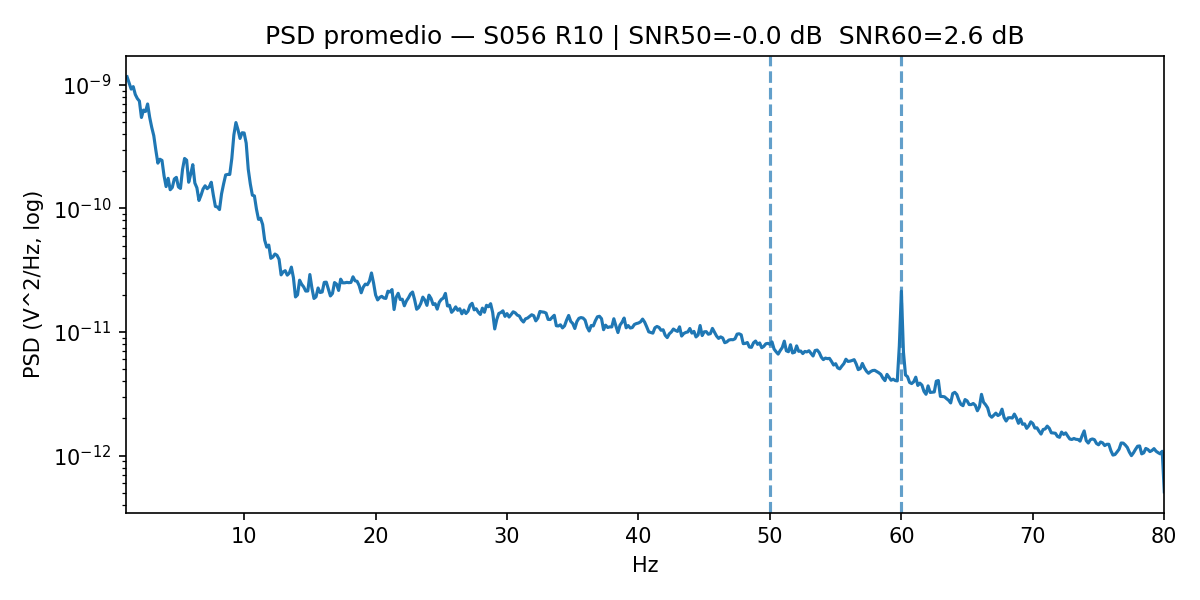 PSD promedio — S056 R10 | SNR50=-0.0 dB  SNR60=2.6 dB
PSD (V^2/Hz, log)
10⁻⁹
10⁻¹⁰
10⁻¹¹
10⁻¹²
10 20 30 40 50 60 70 80
Hz